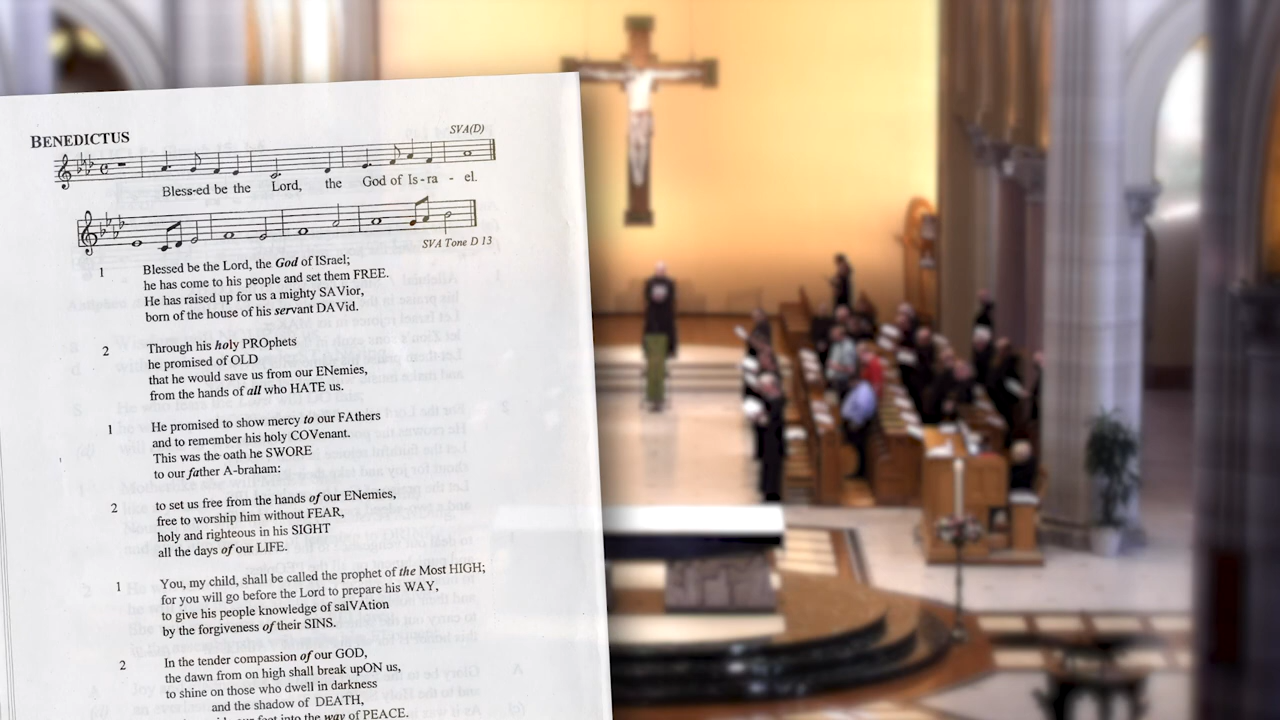 BENEDICTUS
SVA(D)
Bless-ed be the Lord, the God of Is-ra - el.
SVA Tone D 13
1 Blessed be the Lord, the God of ISrael;
he has come to his people and set them FREE.
He has raised up for us a mighty SAVior,
born of the house of his servant DAVid.
2 Through his holy PROphets
he promised of OLD
that he would save us from our ENemies,
from the hands of all who HATE us.
1 He promised to show mercy to our FAthers
and to remember his holy COVenant.
This was the oath he SWORE
to our father A-braham:
2 to set us free from the hands of our ENemies,
free to worship him without FEAR,
holy and righteous in his SIGHT
all the days of our LIFE.
1 You, my child, shall be called the prophet of the Most HIGH;
for you will go before the Lord to prepare his WAY,
to give his people knowledge of salVAtion
by the forgiveness of their SINS.
2 In the tender compassion of our GOD,
the dawn from on high shall break upON us,
to shine on those who dwell in darkness
and the shadow of DEATH,
feet into the way of PEACE.